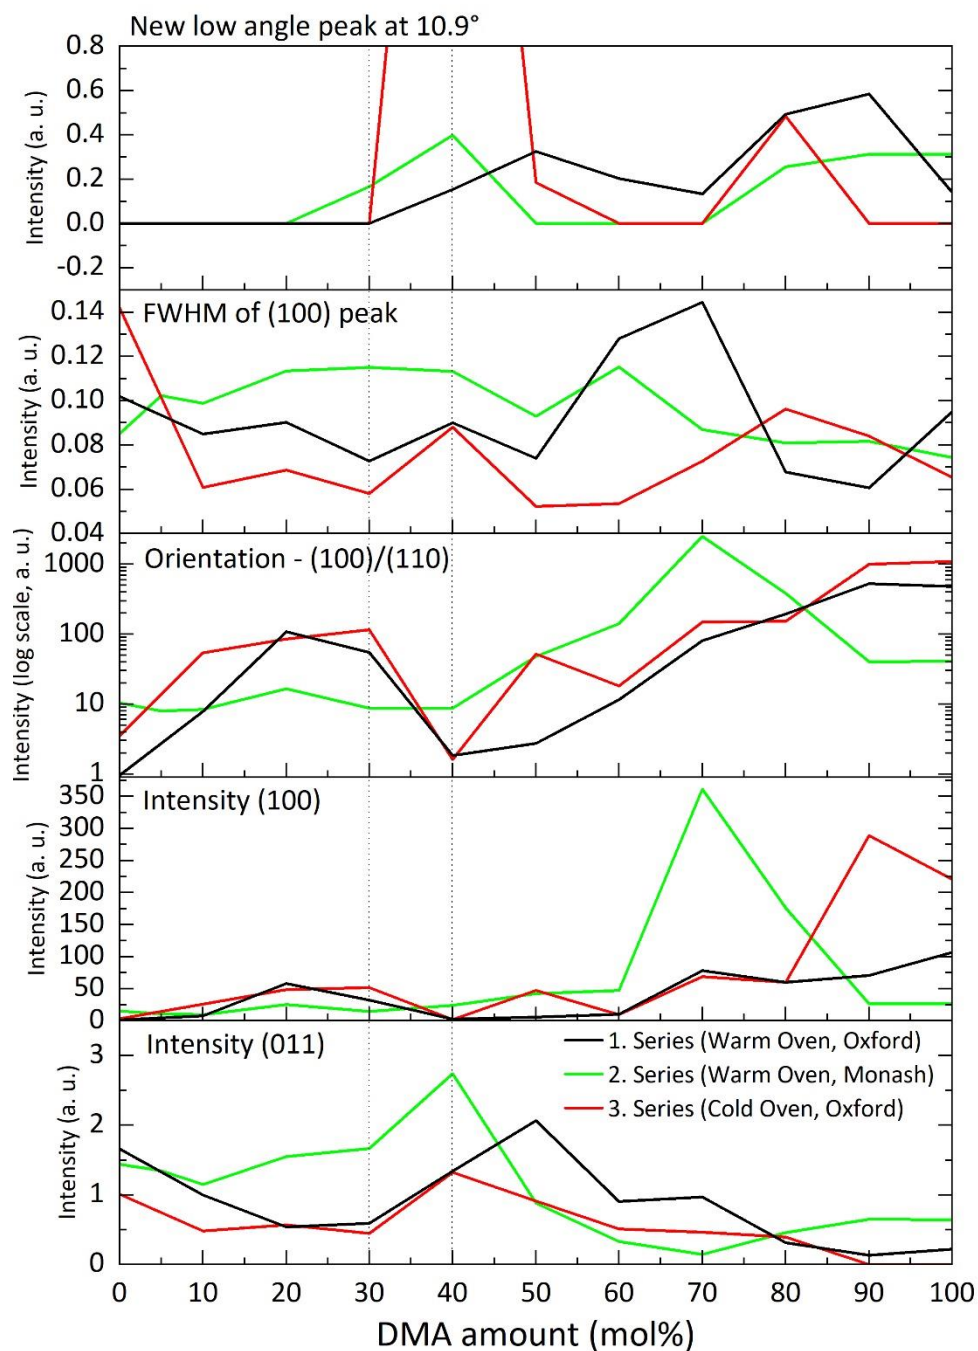 New low angle peak at 10.9°
Intensity (a. u.)
0.8
0.6
0.4
0.2
0.0
-0.2
FWHM of (100) peak
Intensity (a. u.)
0.14
0.12
0.10
0.08
0.06
0.04
Orientation - (100)/(110)
Intensity (log scale, a. u.)
1000
100
10
1
Intensity (100)
Intensity (a. u.)
350
300
250
200
150
100
50
0
Intensity (011)
Intensity (a. u.)
3
2
1
0
1. Series (Warm Oven, Oxford)
2. Series (Warm Oven, Monash)
3. Series (Cold Oven, Oxford)
0 10 20 30 40 50 60 70 80 90 100
DMA amount (mol%)